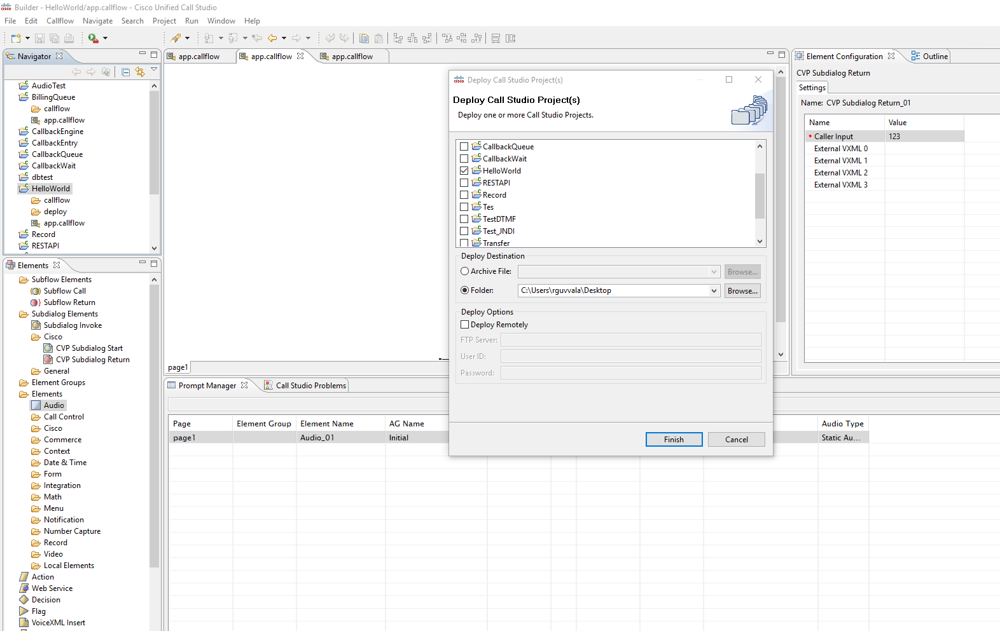 Builder - HelloWorld/app.callflow - Cisco Unified Call Studio
File Edit Callflow Navigate Search Project Run Window Help
Navigator
AudioTest
BillingQueue
callflow
app.callflow
CallbackEngine
CallbackEntry
CallbackQueue
CallbackWait
dbtest
HelloWorld
callflow
deploy
app.callflow
Record
RESTAPI
Elements
Subflow Elements
Subflow Call
Subflow Return
Subdialog Elements
Subdialog Invoke
Cisco
CVP Subdialog Start
CVP Subdialog Return
General
Element Groups
Elements
Audio
Call Control
Cisco
Commerce
Context
Date & Time
Form
Integration
Math
Menu
Notification
Number Capture
Record
Video
Local Elements
Action
Web Service
Decision
Flag
VoiceXML Insert
app.callflow app.callflow app.callflow
page1
cisco Deploy Call Studio Project(s)
Deploy Call Studio Project(s)
Deploy one or more Call Studio Projects.
CallbackQueue
CallbackWait
HelloWorld
RESTAPI
Record
Tes
TestDTMF
Test_JNDI
Transfer
Deploy Destination
Archive File: Browse...
Folder: C:\Users\rguvvala\Desktop Browse...
Deploy Options
Deploy Remotely
FTP Server:
User ID:
Password:
Finish Cancel
Element Configuration Outline
CVP Subdialog Return
Settings
Name: CVP Subdialog Return_01
Name Value
* Caller Input 123
External VXML 0
External VXML 1
External VXML 2
External VXML 3
Prompt Manager Call Studio Problems
Page Element Group Element Name AG Name Audio Type
page1 Audio_01 Initial Static Au...